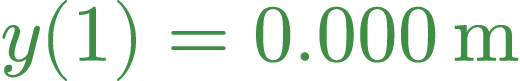 y(1) = 0.000 m